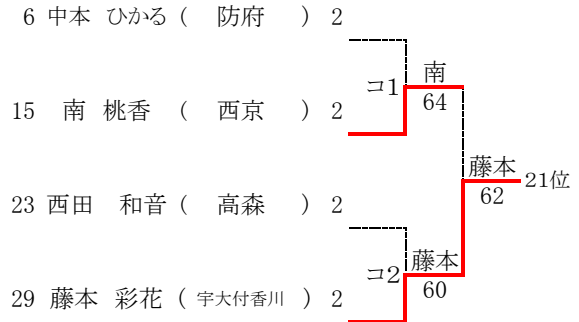 6 中本 ひかる ( 防府 ) 2
南
コ1
64
15 南 桃香 ( 西京 ) 2
藤本
21位
62
23 西田 和音 ( 高森 ) 2
藤本
コ2
60
29 藤本 彩花 ( 宇大付香川 ) 2